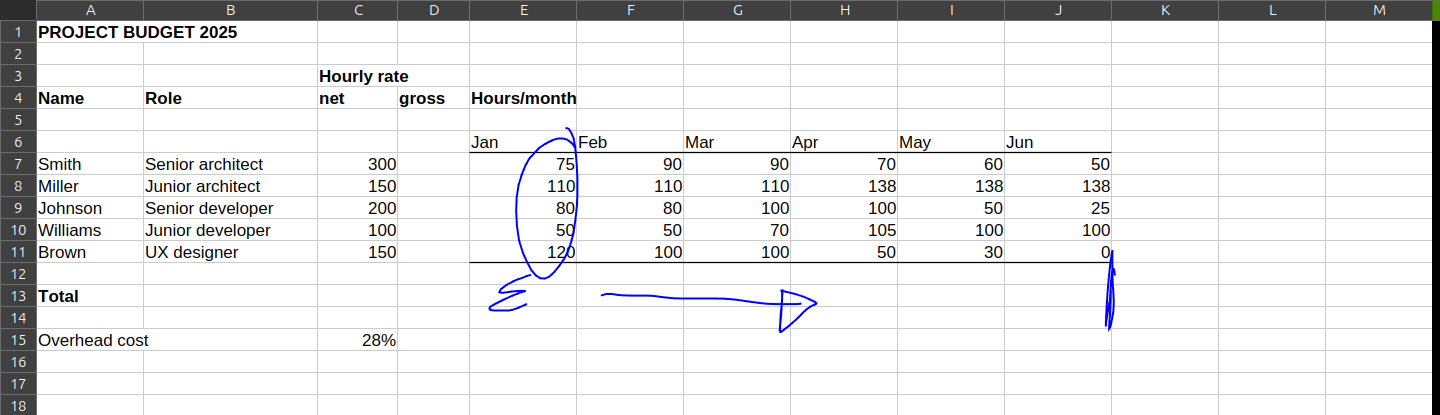 A B C D E F G H I J K L M
1 PROJECT BUDGET 2025
2
3 Hourly rate
4 Name Role net gross Hours/month
5
6 Jan Feb Mar Apr May Jun
7 Smith Senior architect 300 75 90 90 70 60 50
8 Miller Junior architect 150 110 110 110 138 138 138
9 Johnson Senior developer 200 80 80 100 100 50 25
10 Williams Junior developer 100 50 50 70 105 100 100
11 Brown UX designer 150 120 100 100 50 30 0
12
13 Total
14
15 Overhead cost 28%
16
17
18